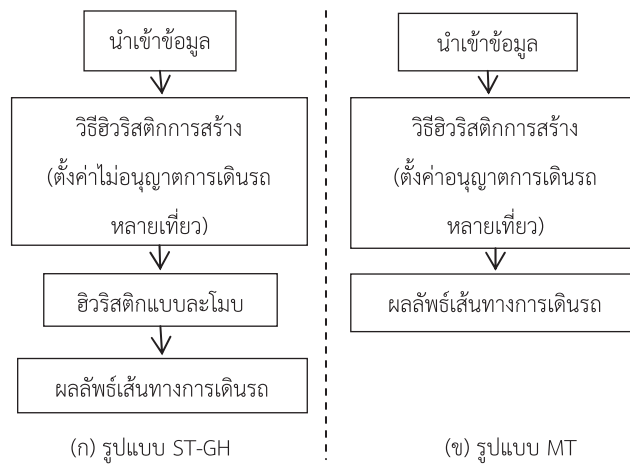 นำเข้าข้อมูล
วิธีฮิวริสติกการสร้าง
(ตั้งค่าไม่อนุญาตการเดินรถ
หลายเที่ยว)
ฮิวริสติกแบบละโมบ
ผลลัพธ์เส้นทางการเดินรถ
(ก) รูปแบบ ST-GH
นำเข้าข้อมูล
วิธีฮิวริสติกการสร้าง
(ตั้งค่าอนุญาตการเดินรถ
หลายเที่ยว)
ผลลัพธ์เส้นทางการเดินรถ
(ข) รูปแบบ MT